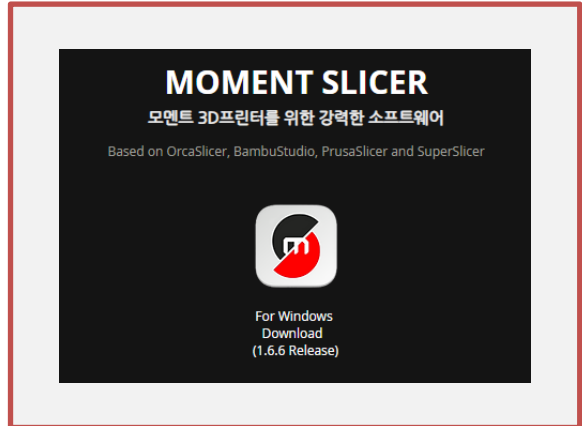 MOMENT SLICER
모멘트 3D프린터를 위한 강력한 소프트웨어
Based on OrcaSlicer, BambuStudio, PrusaSlicer and SuperSlicer
m
For Windows
Download
(1.6.6 Release)